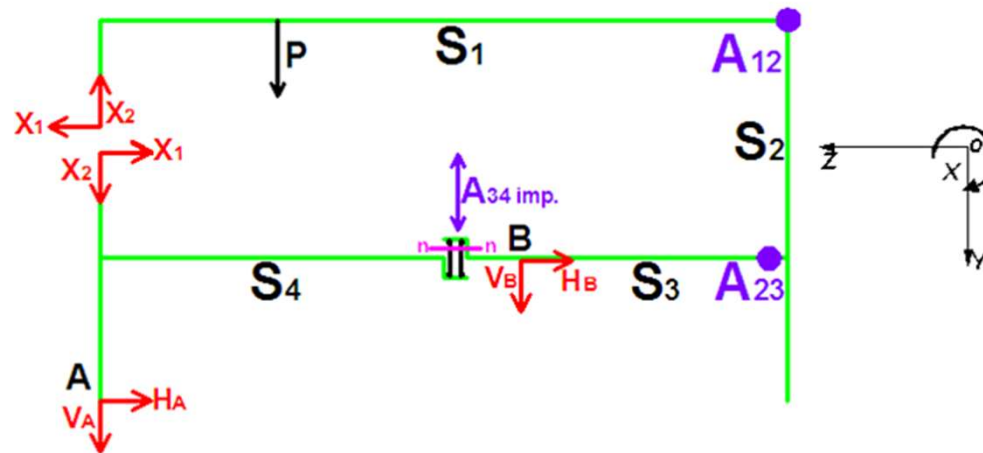 P
S1
A12
X1
X2
X2
X1
S2
Z
X
O
Y
A34 imp.
n
n
B
S4
VB
HB
S3
A23
A
VA
HA